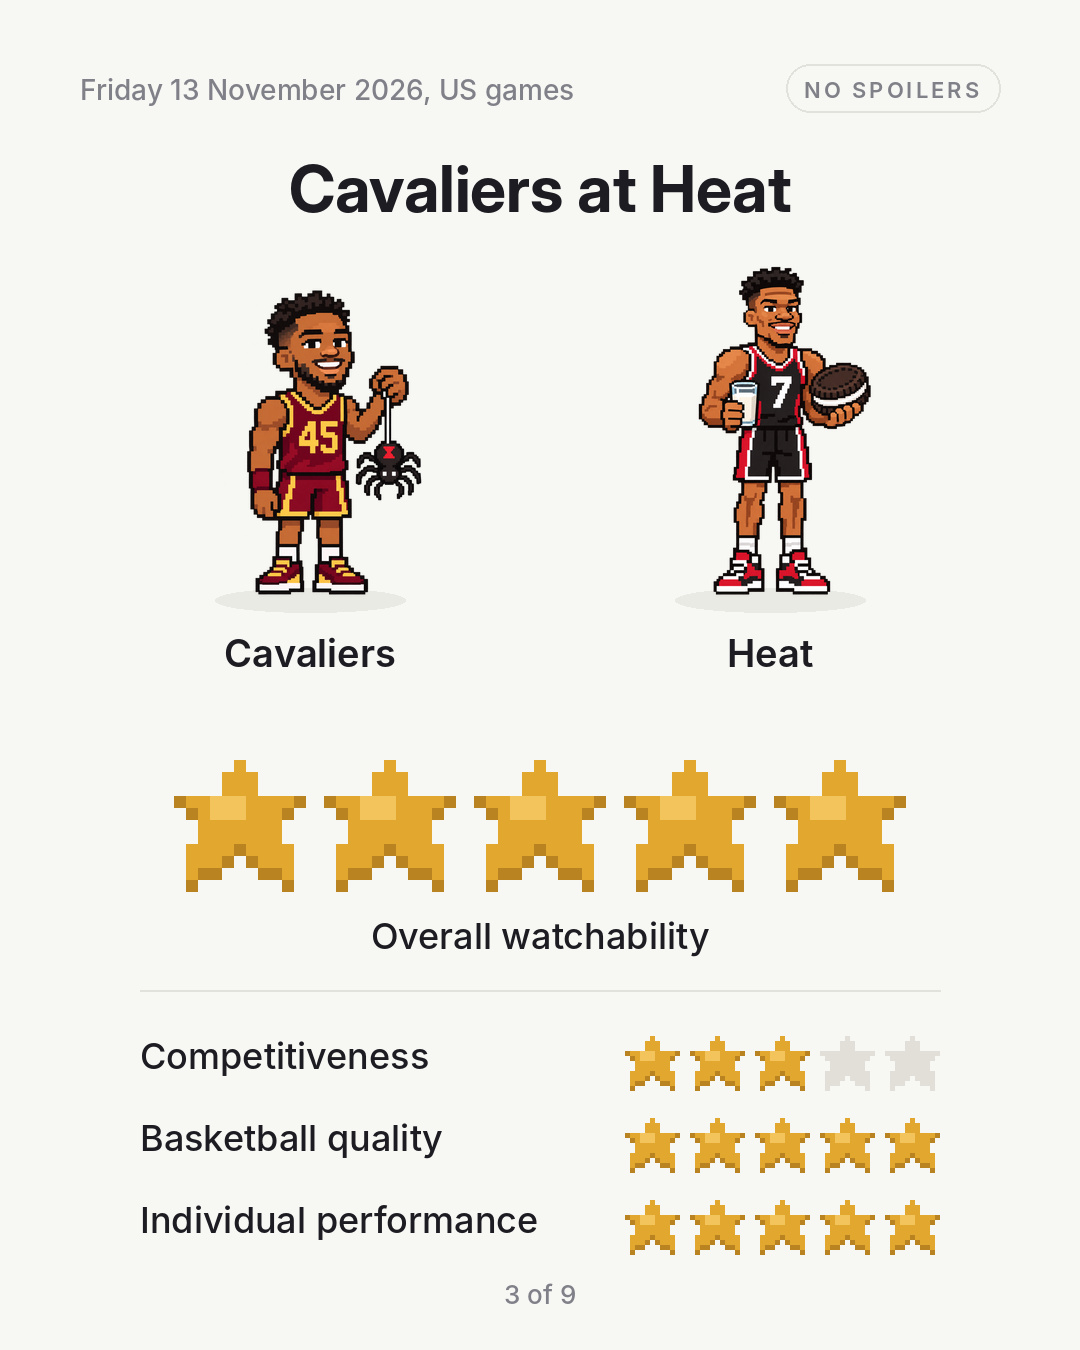 Friday 13 November 2026, US games
NO SPOILERS
Cavaliers at Heat
45
7
Cavaliers
Heat
Overall watchability
Competitiveness
Basketball quality
Individual performance
3 of 9